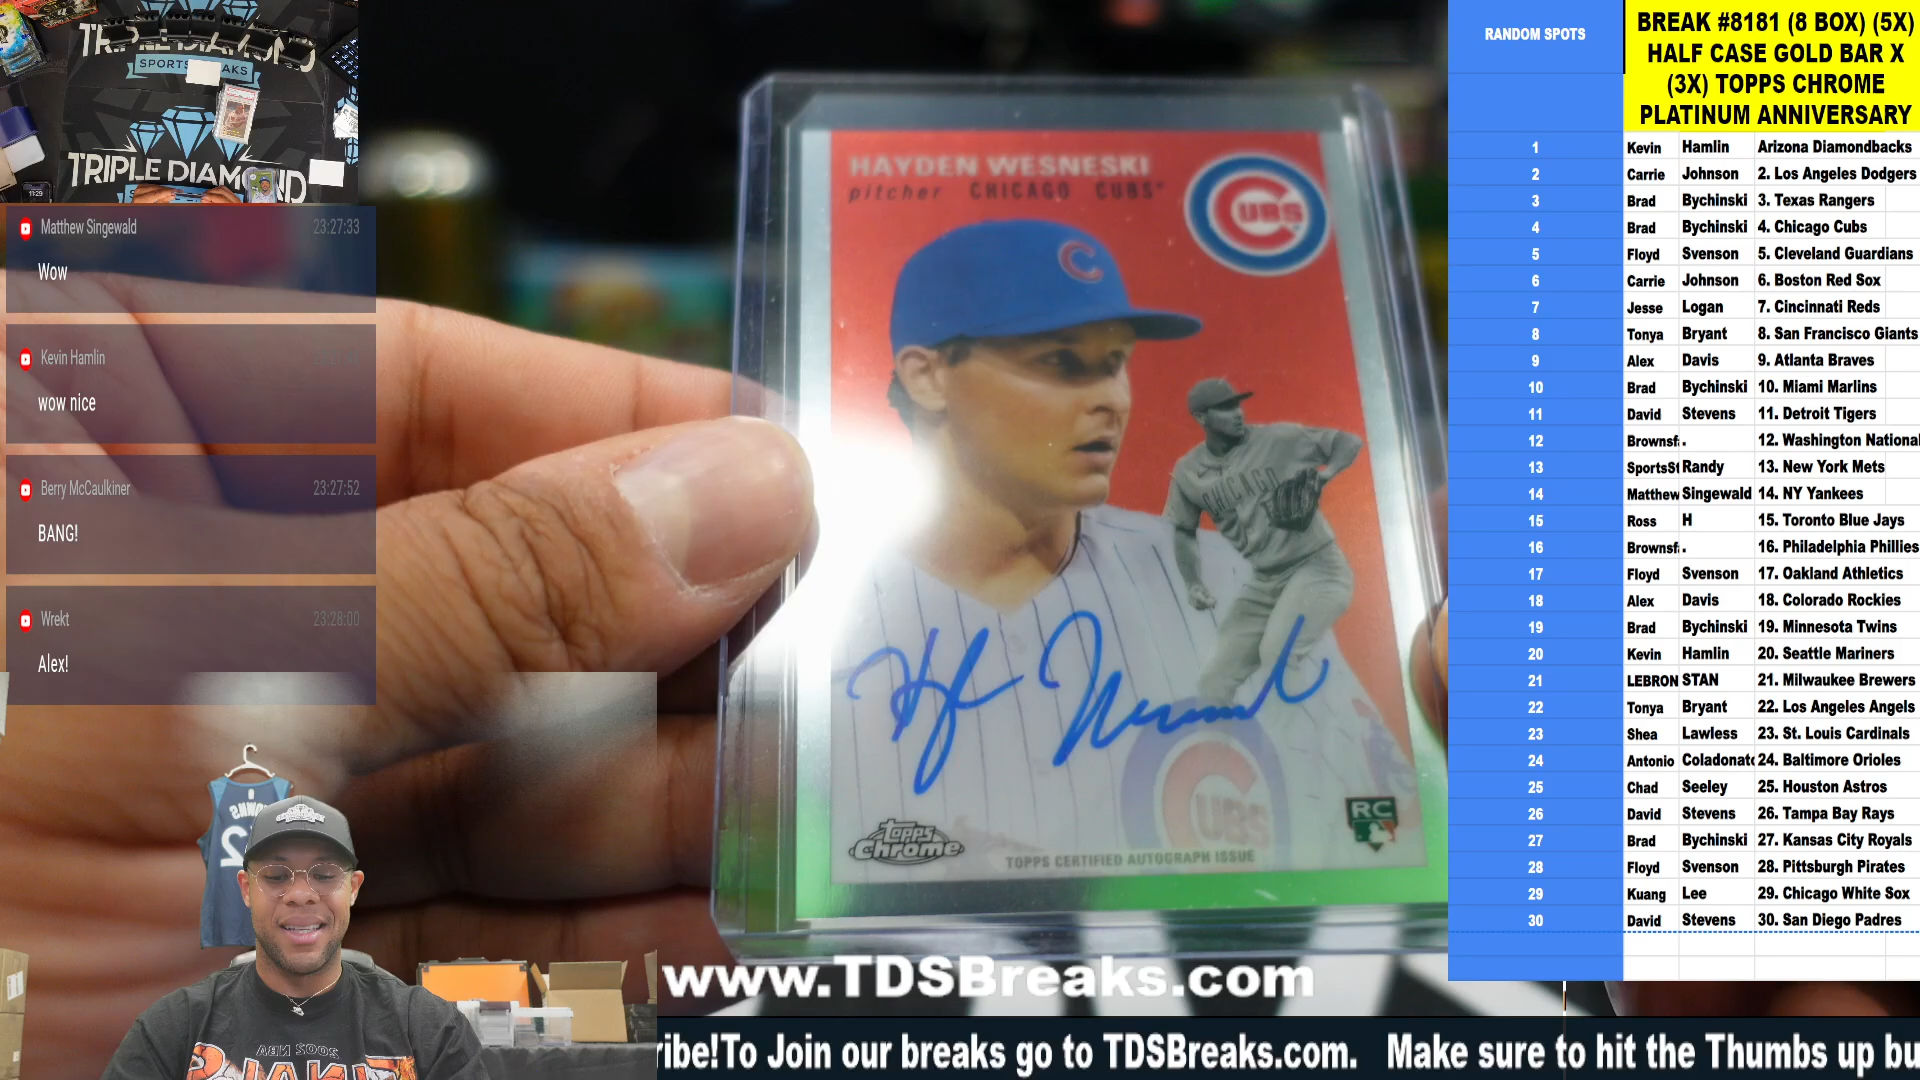 TRIPLE DIAMOND
SPORTS BREAKS
TRIPLE DIAMOND
Matthew Singewald 23:27:33
Wow
Kevin Hamlin
wow nice
Berry McCaulkiner 23:27:52
BANG!
Wrekt 23:28:00
Alex!
HAYDEN WESNESKI
pitcher CHICAGO CUBS
CUBS
C
CHICAGO
CUBS
RC
Topps Chrome
TOPPS CERTIFIED AUTOGRAPH ISSUE
www.TDSBreaks.com
ribe!To Join our breaks go to TDSBreaks.com. Make sure to hit the Thumbs up bu
RANDOM SPOTS
BREAK #8181 (8 BOX) (5X)
HALF CASE GOLD BAR X
(3X) TOPPS CHROME
PLATINUM ANNIVERSARY
1 Kevin Hamlin Arizona Diamondbacks
2 Carrie Johnson 2. Los Angeles Dodgers
3 Brad Bychinski 3. Texas Rangers
4 Brad Bychinski 4. Chicago Cubs
5 Floyd Svenson 5. Cleveland Guardians
6 Carrie Johnson 6. Boston Red Sox
7 Jesse Logan 7. Cincinnati Reds
8 Tonya Bryant 8. San Francisco Giants
9 Alex Davis 9. Atlanta Braves
10 Brad Bychinski 10. Miami Marlins
11 David Stevens 11. Detroit Tigers
12 Brownsf . 12. Washington National
13 SportsSt Randy 13. New York Mets
14 Matthew Singewald 14. NY Yankees
15 Ross H 15. Toronto Blue Jays
16 Brownsf . 16. Philadelphia Phillies
17 Floyd Svenson 17. Oakland Athletics
18 Alex Davis 18. Colorado Rockies
19 Brad Bychinski 19. Minnesota Twins
20 Kevin Hamlin 20. Seattle Mariners
21 LEBRON STAN 21. Milwaukee Brewers
22 Tonya Bryant 22. Los Angeles Angels
23 Shea Lawless 23. St. Louis Cardinals
24 Antonio Coladonato 24. Baltimore Orioles
25 Chad Seeley 25. Houston Astros
26 David Stevens 26. Tampa Bay Rays
27 Brad Bychinski 27. Kansas City Royals
28 Floyd Svenson 28. Pittsburgh Pirates
29 Kuang Lee 29. Chicago White Sox
30 David Stevens 30. San Diego Padres